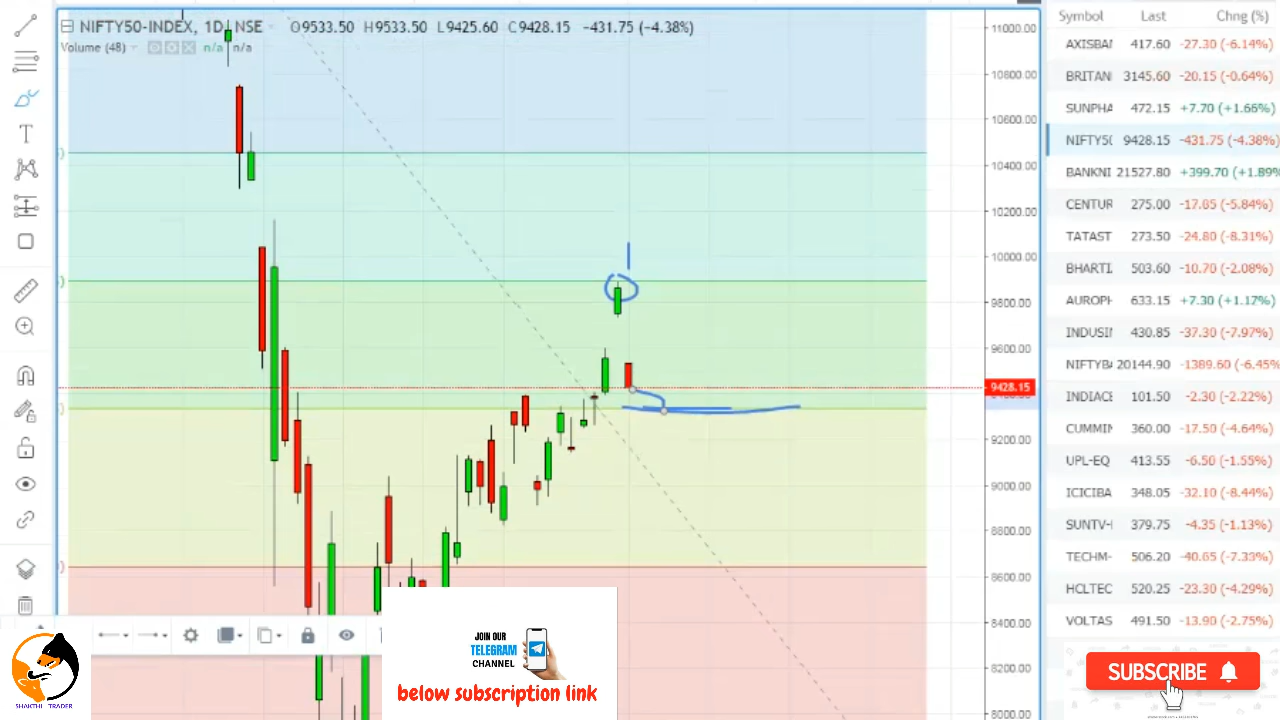 NIFTY50-INDEX, 1D, NSE O9533.50 H9533.50 L9425.60 C9428.15 −431.75 (−4.38%)
Volume (48) n/a n/a
11000.00
10800.00
10600.00
10400.00
10200.00
10000.00
9800.00
9600.00
9428.15
9200.00
9000.00
8800.00
8600.00
8400.00
8200.00
8000.00
Symbol Last Chng (%)
AXISBAN 417.60 -27.30 (-6.14%)
BRITAN 3145.60 -20.15 (-0.64%)
SUNPHA 472.15 +7.70 (+1.66%)
NIFTY50 9428.15 -431.75 (-4.38%)
BANKNI 21527.80 +399.70 (+1.89%
CENTUR 275.00 -17.05 (-5.84%)
TATAST 273.50 -24.80 (-8.31%)
BHARTI 503.60 -10.70 (-2.08%)
AUROPH 633.15 +7.30 (+1.17%)
INDUSIN 430.85 -37.30 (-7.97%)
NIFTYBA 20144.90 -1389.60 (-6.45%
INDIACE 101.50 -2.30 (-2.22%)
CUMMIN 360.00 -17.50 (-4.64%)
UPL-EQ 413.55 -6.50 (-1.55%)
ICICIBA 348.05 -32.10 (-8.44%)
SUNTV-I 379.75 -4.35 (-1.13%)
TECHM- 506.20 -40.05 (-7.33%)
HCLTEC 520.25 -23.30 (-4.29%)
VOLTAS 491.50 -13.90 (-2.75%)
JOIN OUR
TELEGRAM
CHANNEL
below subscription link
SHAKTHI TRADER
SUBSCRIBE